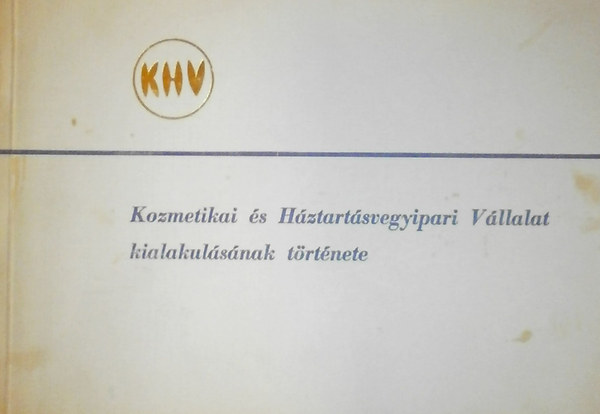 KHV
Kozmetikai és Háztartásvegyipari Vállalat
kialakulásának története